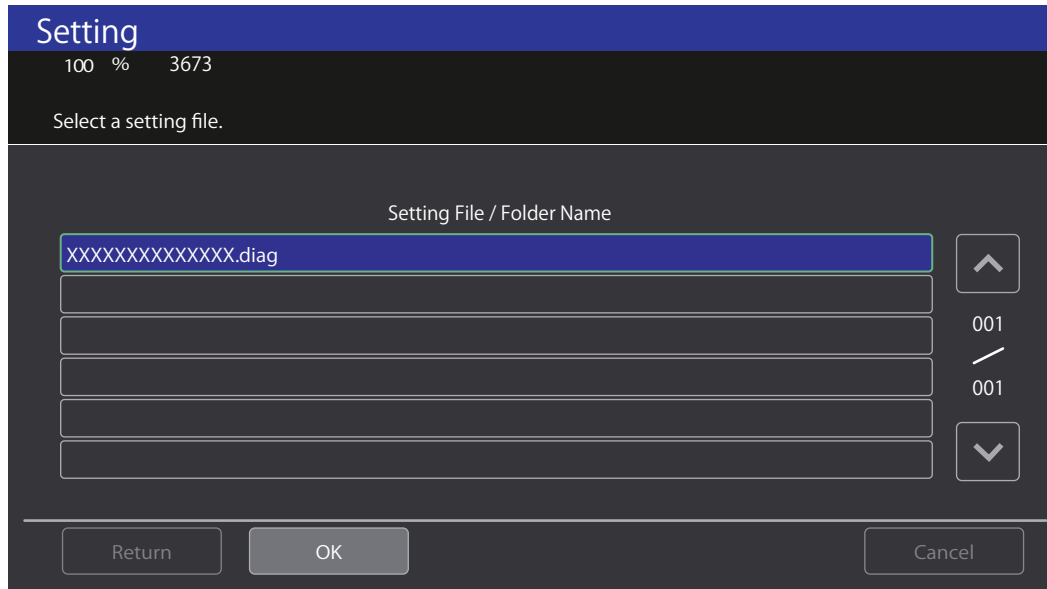 Setting
100 % 3673
Select a setting file.
Setting File / Folder Name
XXXXXXXXXXXXXX.diag
001
001
Return OK Cancel